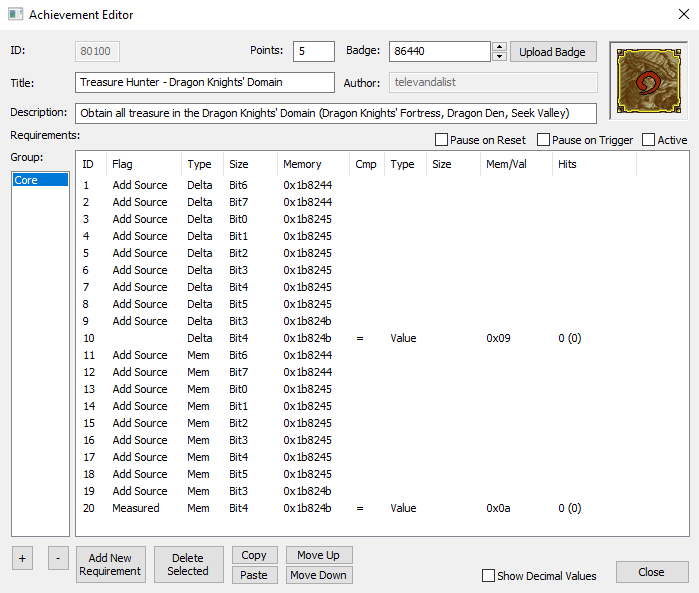 Achievement Editor
ID: 80100 Points: 5 Badge: 86440 Upload Badge
Title: Treasure Hunter - Dragon Knights' Domain Author: televandalist
Description: Obtain all treasure in the Dragon Knights' Domain (Dragon Knights' Fortress, Dragon Den, Seek Valley)
Requirements: Pause on Reset Pause on Trigger Active
Group:
Core
ID Flag Type Size Memory Cmp Type Size Mem/Val Hits
1 Add Source Delta Bit6 0x1b8244
2 Add Source Delta Bit7 0x1b8244
3 Add Source Delta Bit0 0x1b8245
4 Add Source Delta Bit1 0x1b8245
5 Add Source Delta Bit2 0x1b8245
6 Add Source Delta Bit3 0x1b8245
7 Add Source Delta Bit4 0x1b8245
8 Add Source Delta Bit5 0x1b8245
9 Add Source Delta Bit3 0x1b824b
10 Delta Bit4 0x1b824b = Value 0x09 0 (0)
11 Add Source Mem Bit6 0x1b8244
12 Add Source Mem Bit7 0x1b8244
13 Add Source Mem Bit0 0x1b8245
14 Add Source Mem Bit1 0x1b8245
15 Add Source Mem Bit2 0x1b8245
16 Add Source Mem Bit3 0x1b8245
17 Add Source Mem Bit4 0x1b8245
18 Add Source Mem Bit5 0x1b8245
19 Add Source Mem Bit3 0x1b824b
20 Measured Mem Bit4 0x1b824b = Value 0x0a 0 (0)
+ - Add New Requirement Delete Selected Copy Move Up
Paste Move Down
Show Decimal Values Close